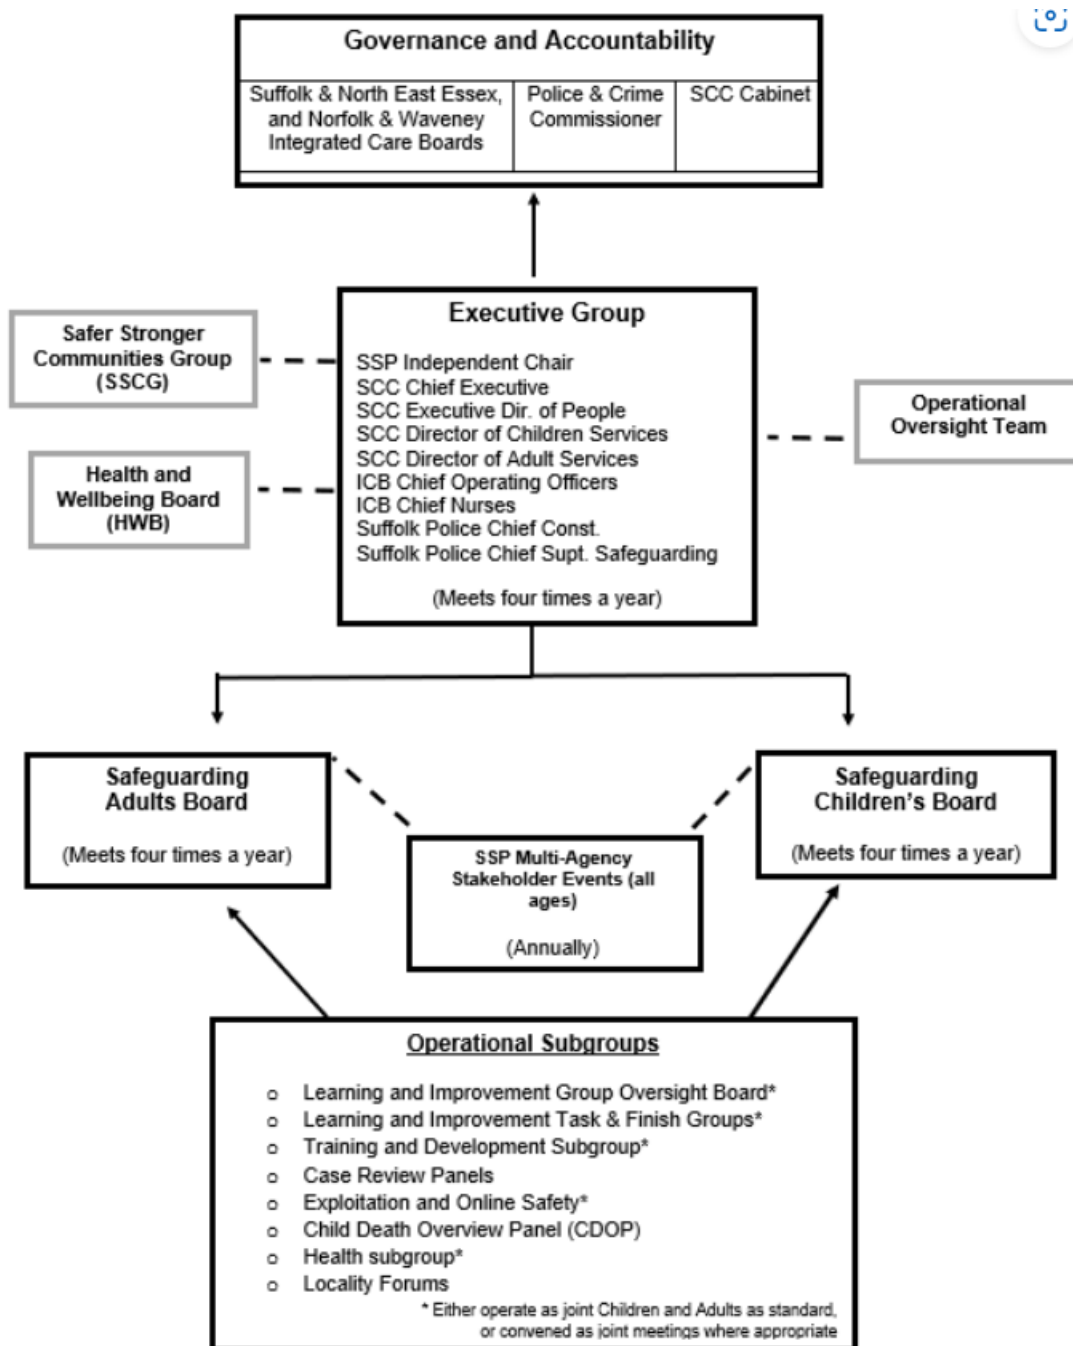 Governance and Accountability
Suffolk & North East Essex,
and Norfolk & Waveney
Integrated Care Boards
Police & Crime
Commissioner
SCC Cabinet
Executive Group
SSP Independent Chair
SCC Chief Executive
SCC Executive Dir. of People
SCC Director of Children Services
SCC Director of Adult Services
ICB Chief Operating Officers
ICB Chief Nurses
Suffolk Police Chief Const.
Suffolk Police Chief Supt. Safeguarding
(Meets four times a year)
Safer Stronger
Communities Group
(SSCG)
Health and
Wellbeing Board
(HWB)
Operational
Oversight Team
Safeguarding
Adults Board
(Meets four times a year)
SSP Multi-Agency
Stakeholder Events (all
ages)
(Annually)
Safeguarding
Children’s Board
(Meets four times a year)
Operational Subgroups
o Learning and Improvement Group Oversight Board*
o Learning and Improvement Task & Finish Groups*
o Training and Development Subgroup*
o Case Review Panels
o Exploitation and Online Safety*
o Child Death Overview Panel (CDOP)
o Health subgroup*
o Locality Forums
* Either operate as joint Children and Adults as standard,
or convened as joint meetings where appropriate